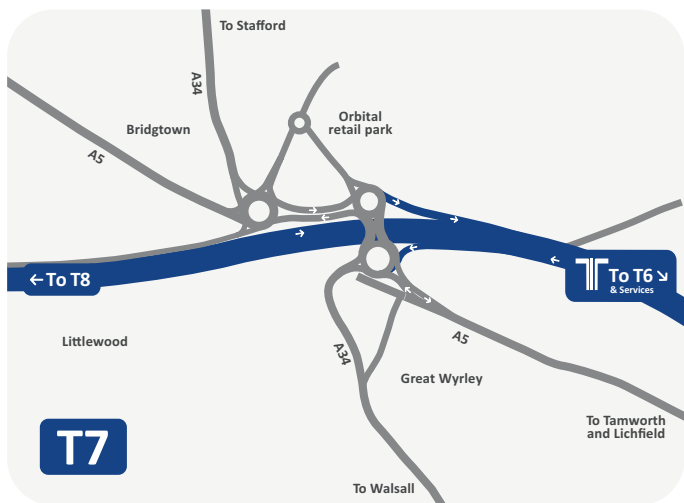 To Stafford
A34
Orbital
retail park
Bridgtown
A5
←To T8
To T6↘
& Services
Littlewood
A34
A5
Great Wyrley
To Tamworth
and Lichfield
T7
To Walsall